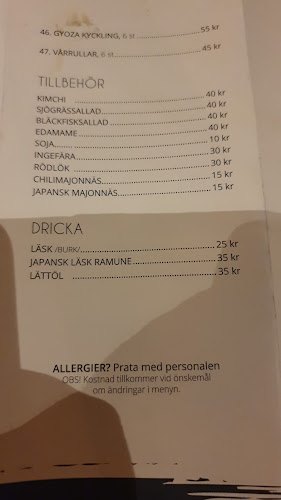 46. GYOZA KYCKLING, 6 st 55 kr
47. VÅRRULLAR, 6 st 45 kr
TILLBEHÖR
KIMCHI 40 kr
SJÖGRÄSSALLAD 40 kr
BLÄCKFISKSALLAD 40 kr
EDAMAME 40 kr
SOJA 10 kr
INGEFÄRA 30 kr
RÖDLÖK 30 kr
CHILIMAJONNÄS 15 kr
JAPANSK MAJONNÄS 15 kr
DRICKA
LÄSK /BURK/ 25 kr
JAPANSK LÄSK RAMUNE 35 kr
LÄTTÖL 35 kr
ALLERGIER? Prata med personalen
OBS! Kostnad tillkommer vid önskemål
om ändringar i menyn.